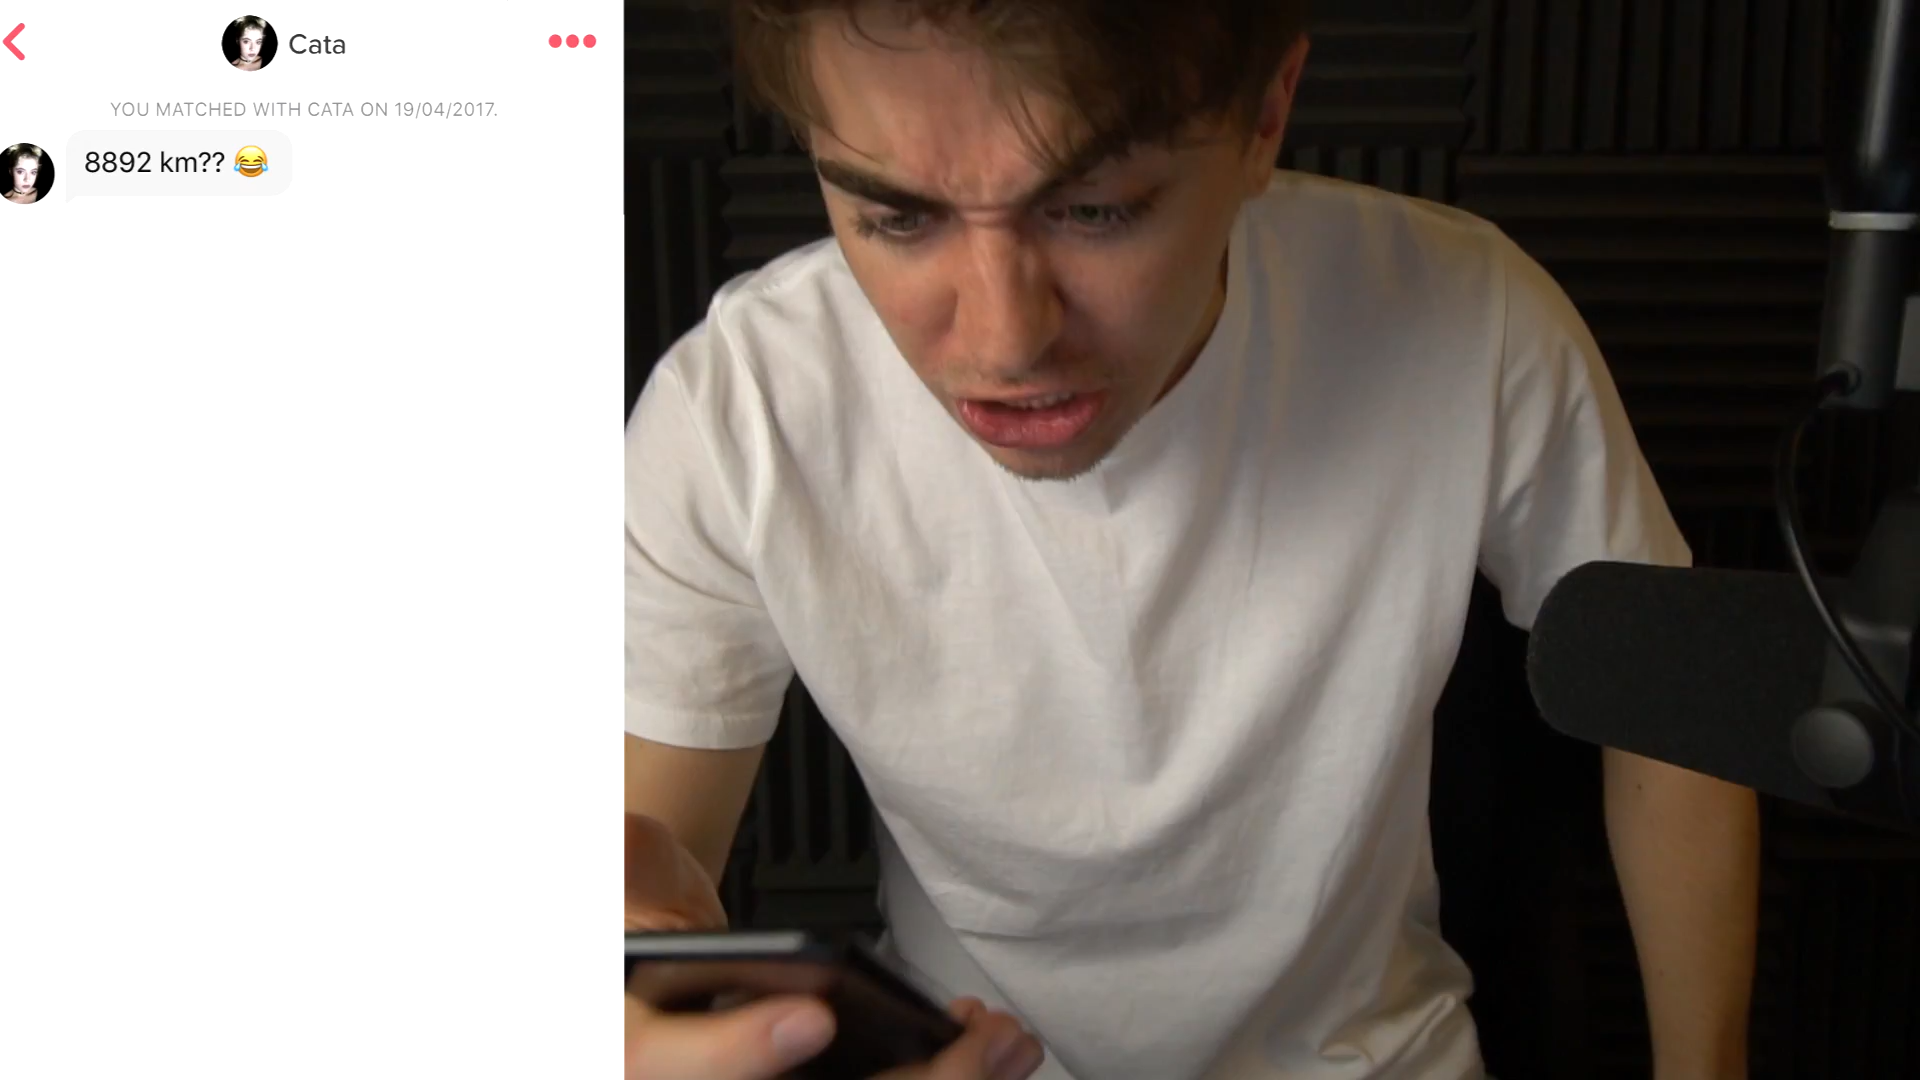 Cata
YOU MATCHED WITH CATA ON 19/04/2017.
8892 km?? 😂